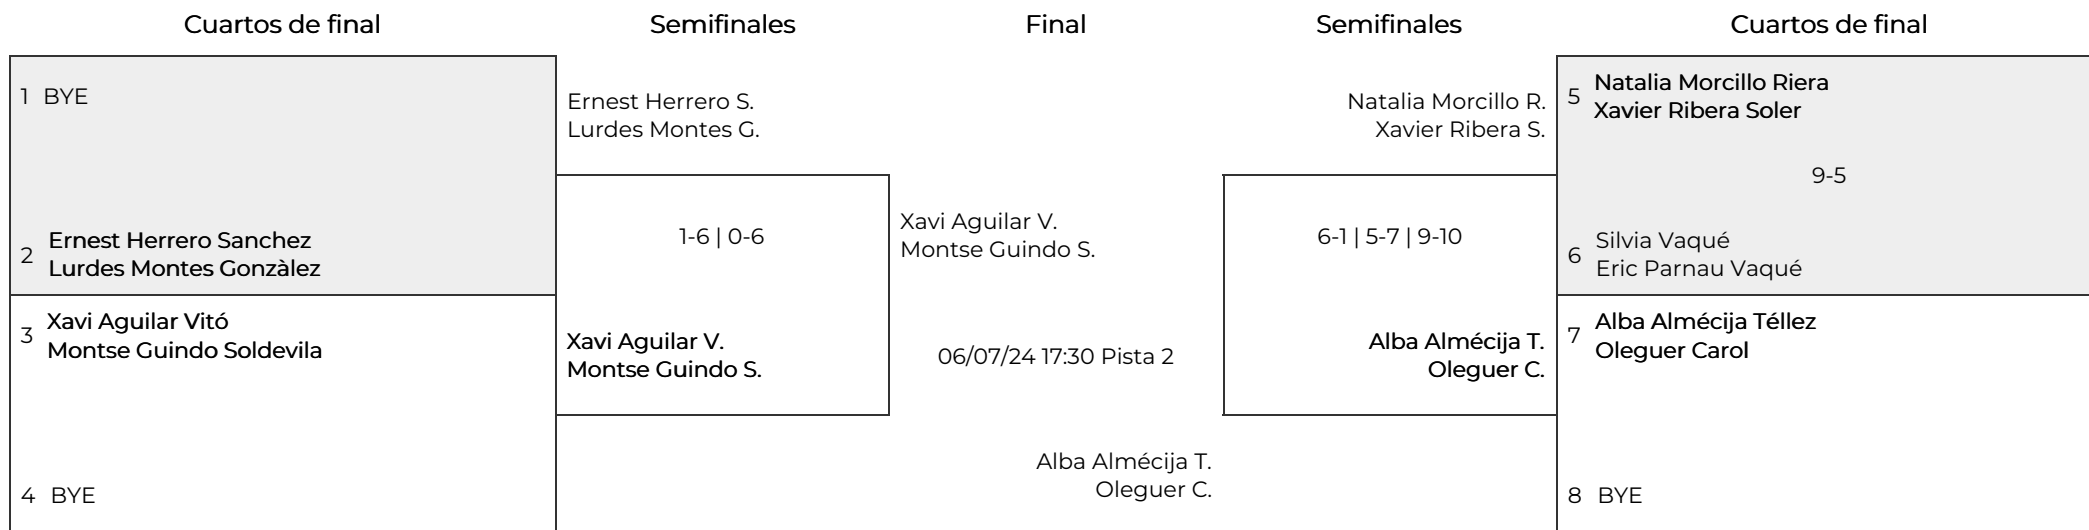 Cuartos de final
Semifinales
Final
Semifinales
Cuartos de final
1 BYE
2 Ernest Herrero Sanchez
Lurdes Montes Gonzàlez
3 Xavi Aguilar Vitó
Montse Guindo Soldevila
4 BYE
Ernest Herrero S.
Lurdes Montes G.
1-6 | 0-6
Xavi Aguilar V.
Montse Guindo S.
Xavi Aguilar V.
Montse Guindo S.
06/07/24 17:30 Pista 2
Alba Almécija T.
Oleguer C.
Natalia Morcillo R.
Xavier Ribera S.
6-1 | 5-7 | 9-10
Alba Almécija T.
Oleguer C.
5 Natalia Morcillo Riera
Xavier Ribera Soler
9-5
6 Silvia Vaqué
Eric Parnau Vaqué
7 Alba Almécija Téllez
Oleguer Carol
8 BYE